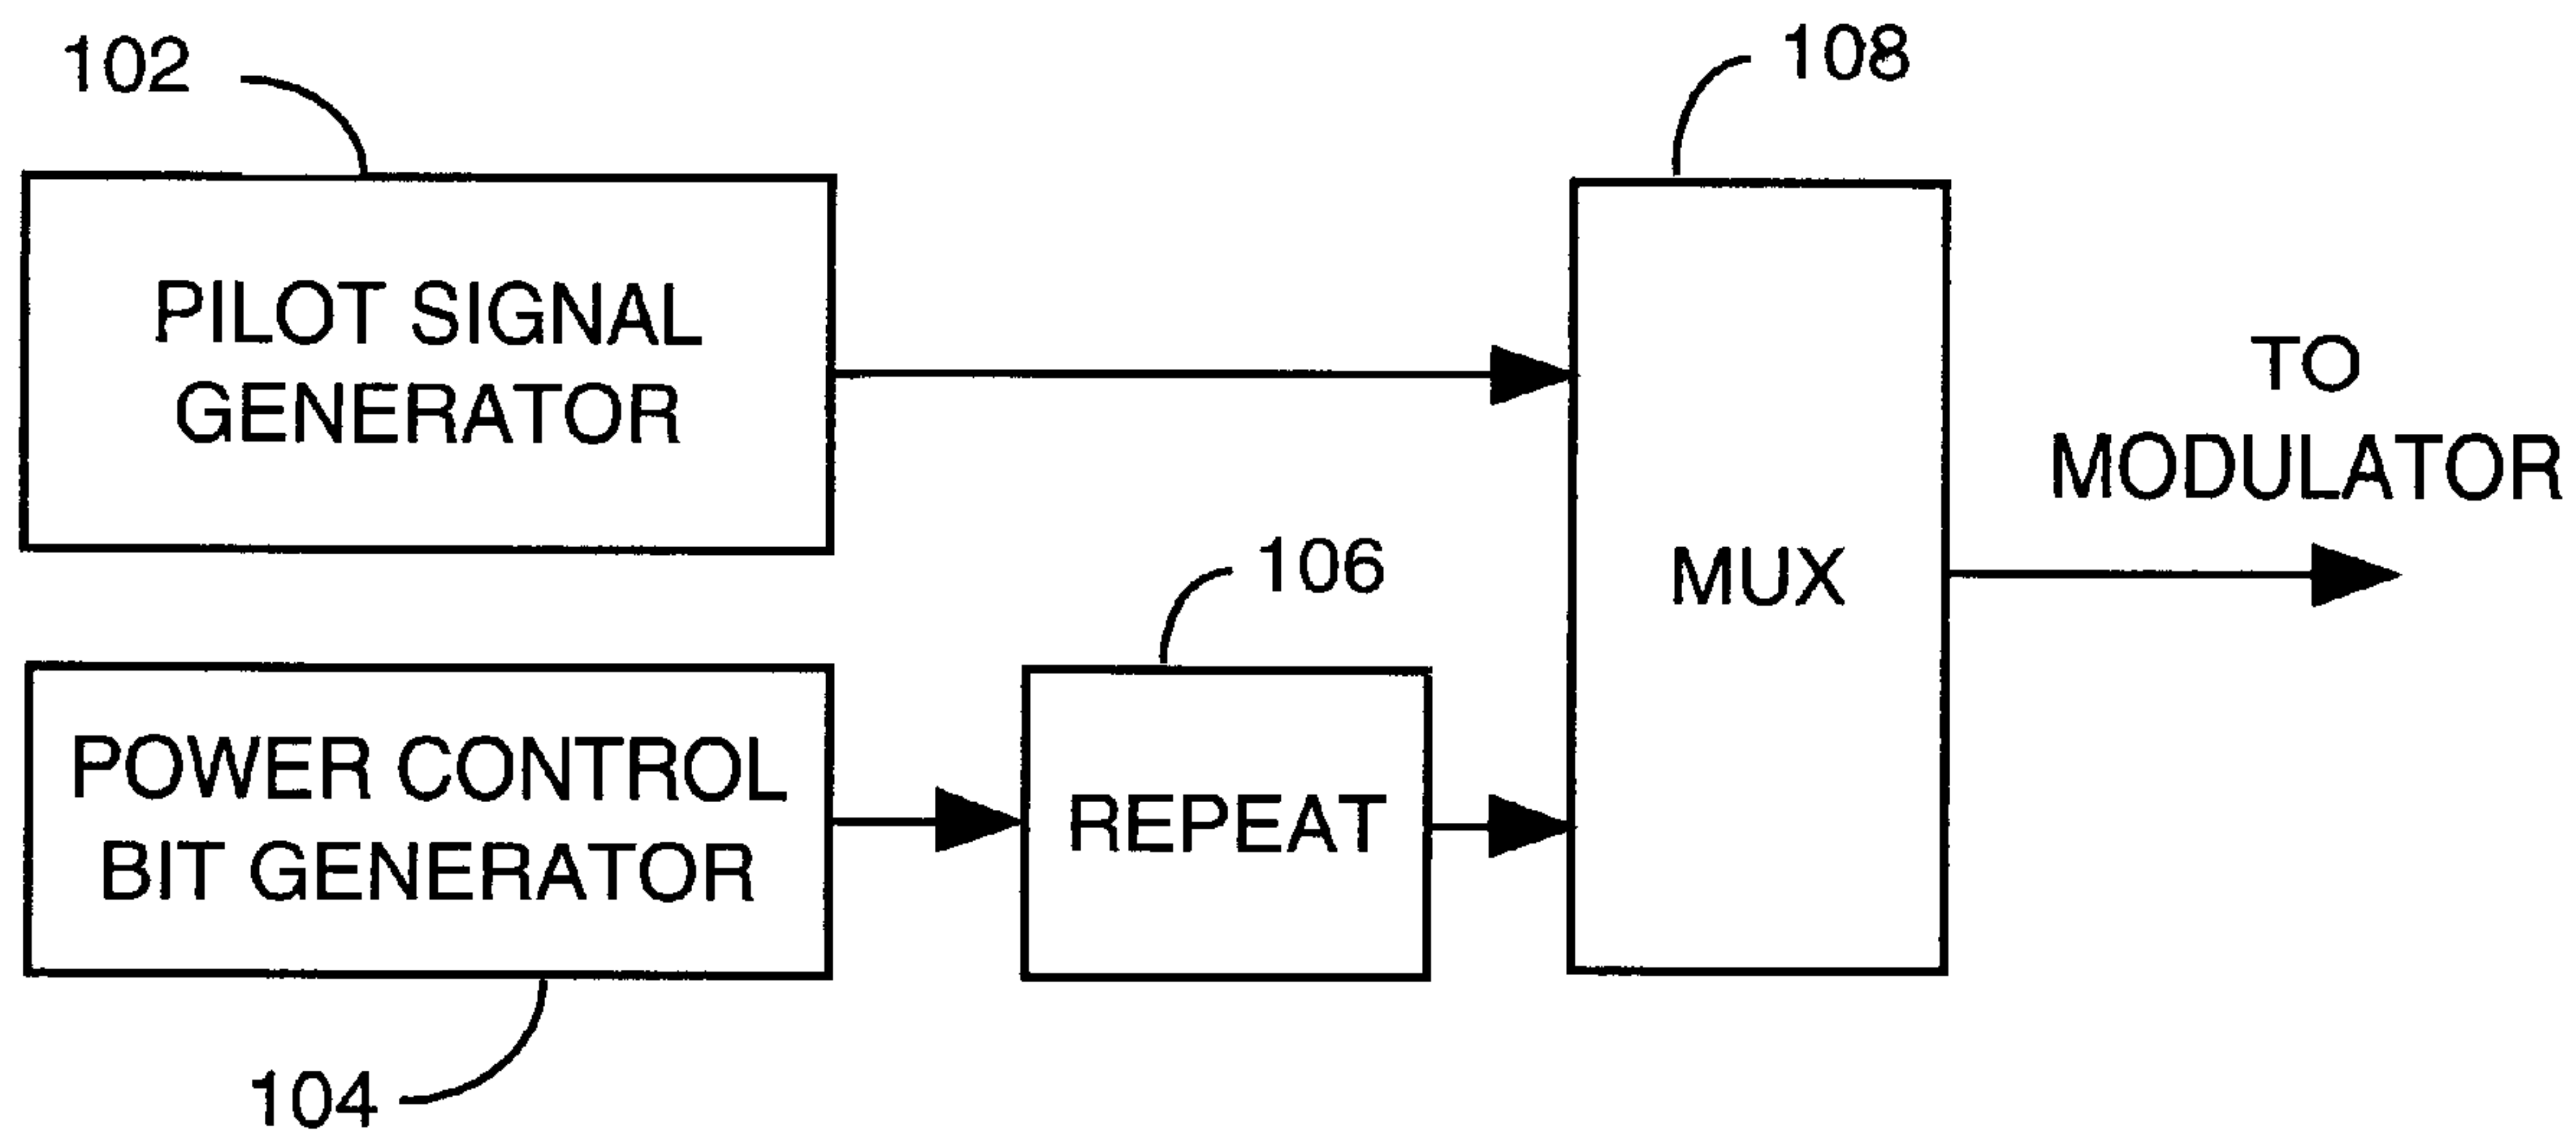 102
108
PILOT SIGNAL
GENERATOR
TO
MODULATOR
106
MUX
POWER CONTROL
BIT GENERATOR
REPEAT
104